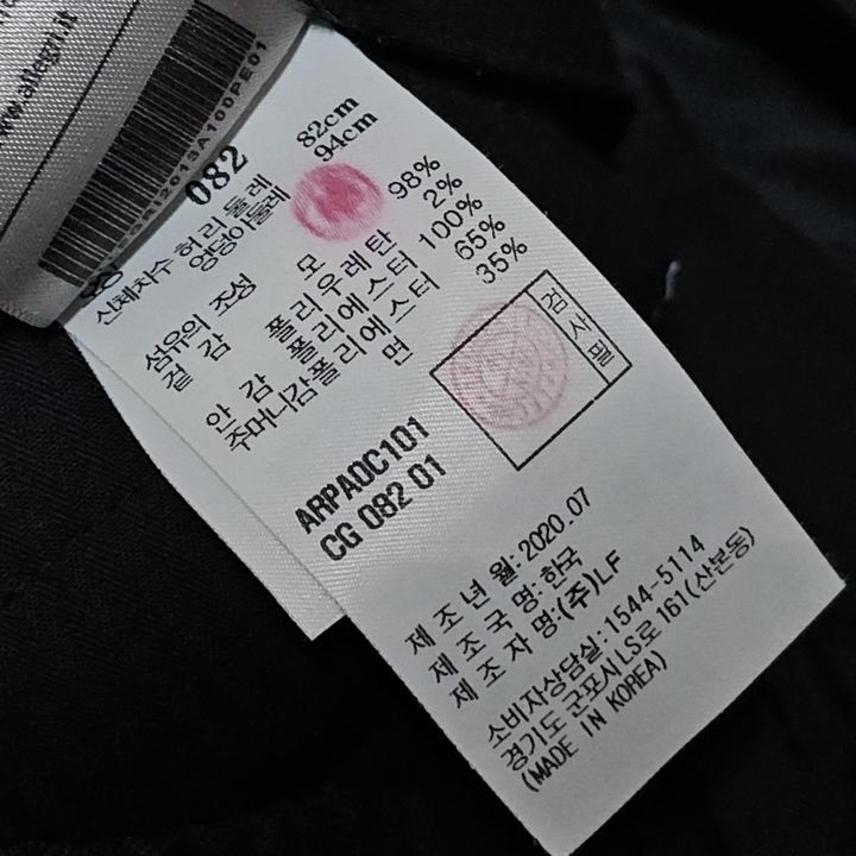 www.allegri.it
082
신체치수 허리둘레 82cm
엉덩이둘레 94cm
섬유의 조성
겉 감 모 98%
폴리우레탄 2%
안 감 폴리에스터 100%
주머니감폴리에스터 65%
면 35%
검사필
ARPA0C101
CG 082 01
제 조 년 월: 2020.07
제 조 국 명: 한국
제 조 자 명:(주)LF
소비자상담실:1544-5114
경기도 군포시 LS로 161(산본동)
(MADE IN KOREA)